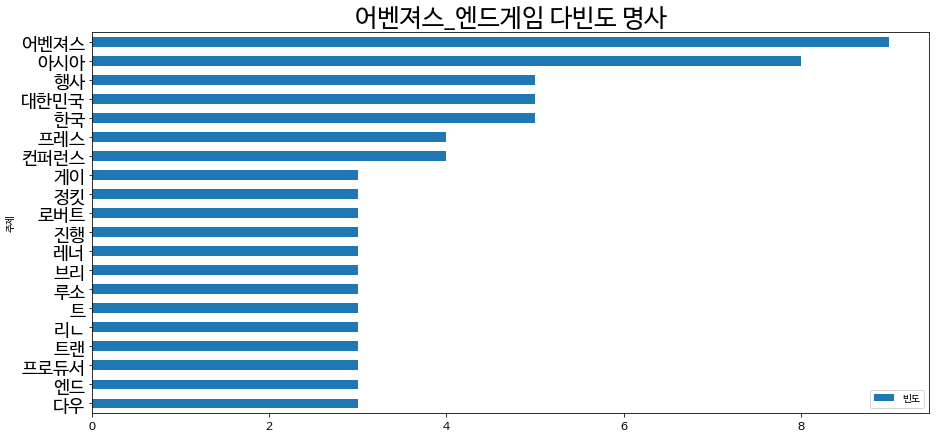 어벤져스_엔드게임 다빈도 명사
어벤져스
아시아
행사
대한민국
한국
프레스
컨퍼런스
게이
정킷
로버트
진행
레너
브리
루소
트
리ㄴ
트랜
프로듀서
엔드
다우
주제
0 2 4 6 8
빈도